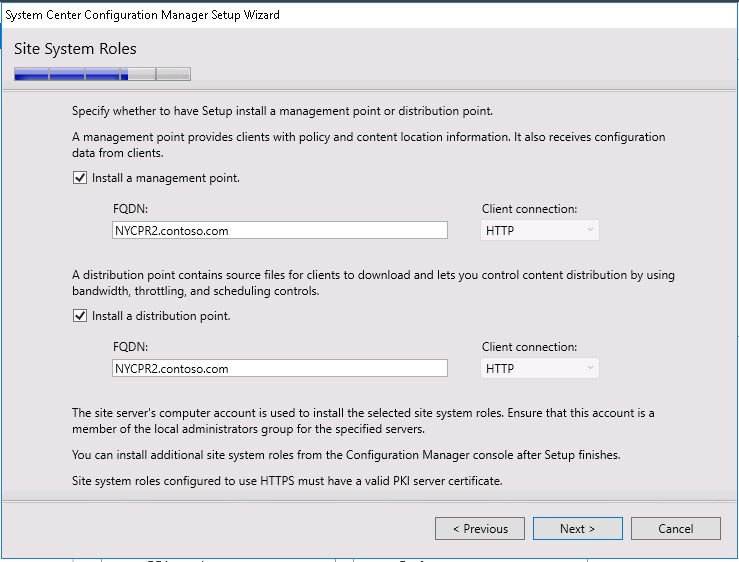 System Center Configuration Manager Setup Wizard
Site System Roles
Specify whether to have Setup install a management point or distribution point.
A management point provides clients with policy and content location information. It also receives configuration
data from clients.
Install a management point.
FQDN:
Client connection:
NYCPR2.contoso.com
HTTP
A distribution point contains source files for clients to download and lets you control content distribution by using
bandwidth, throttling, and scheduling controls.
Install a distribution point.
FQDN:
Client connection:
NYCPR2.contoso.com
HTTP
The site server's computer account is used to install the selected site system roles. Ensure that this account is a
member of the local administrators group for the specified servers.
You can install additional site system roles from the Configuration Manager console after Setup finishes.
Site system roles configured to use HTTPS must have a valid PKI server certificate.
< Previous
Next >
Cancel